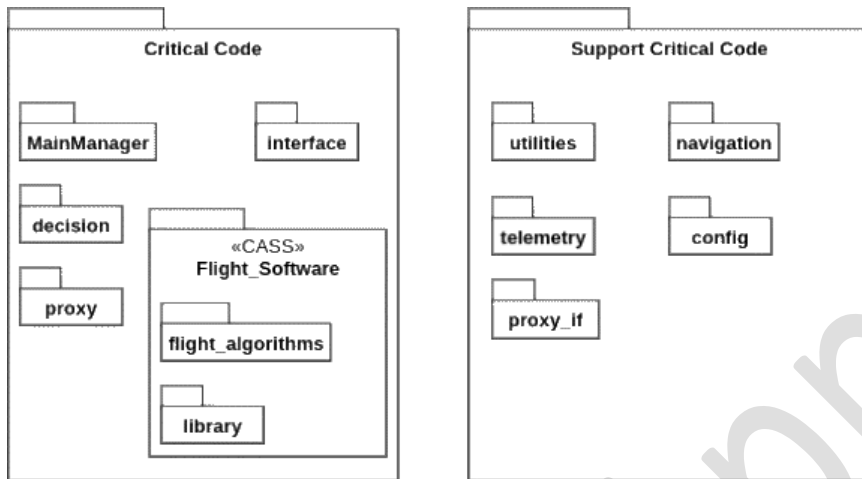 Critical Code
MainManager
interface
decision
«CASS»
Flight_Software
proxy
flight_algorithms
library
Support Critical Code
utilities
navigation
telemetry
config
proxy_if